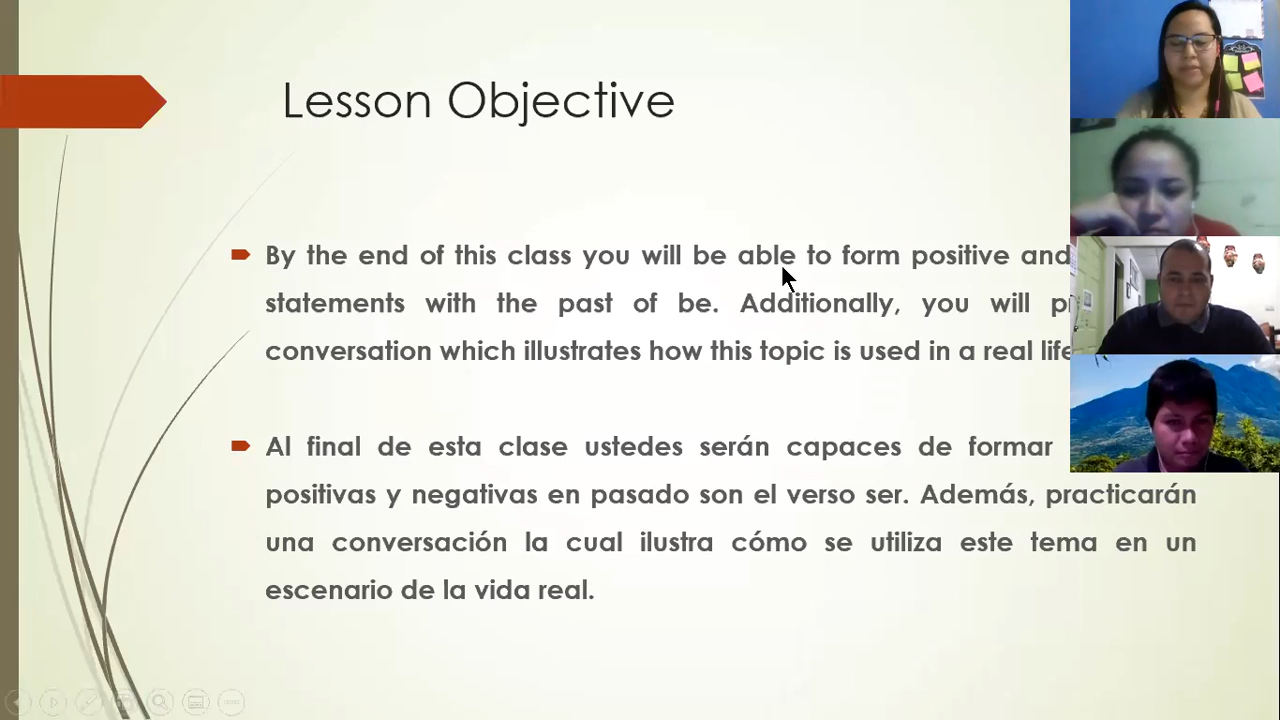 Lesson Objective
By the end of this class you will be able to form positive and
statements with the past of be. Additionally, you will
conversation which illustrates how this topic is used in a real life
Al final de esta clase ustedes serán capaces de formar
positivas y negativas en pasado son el verso ser. Además, practicarán
una conversación la cual ilustra cómo se utiliza este tema en un
escenario de la vida real.